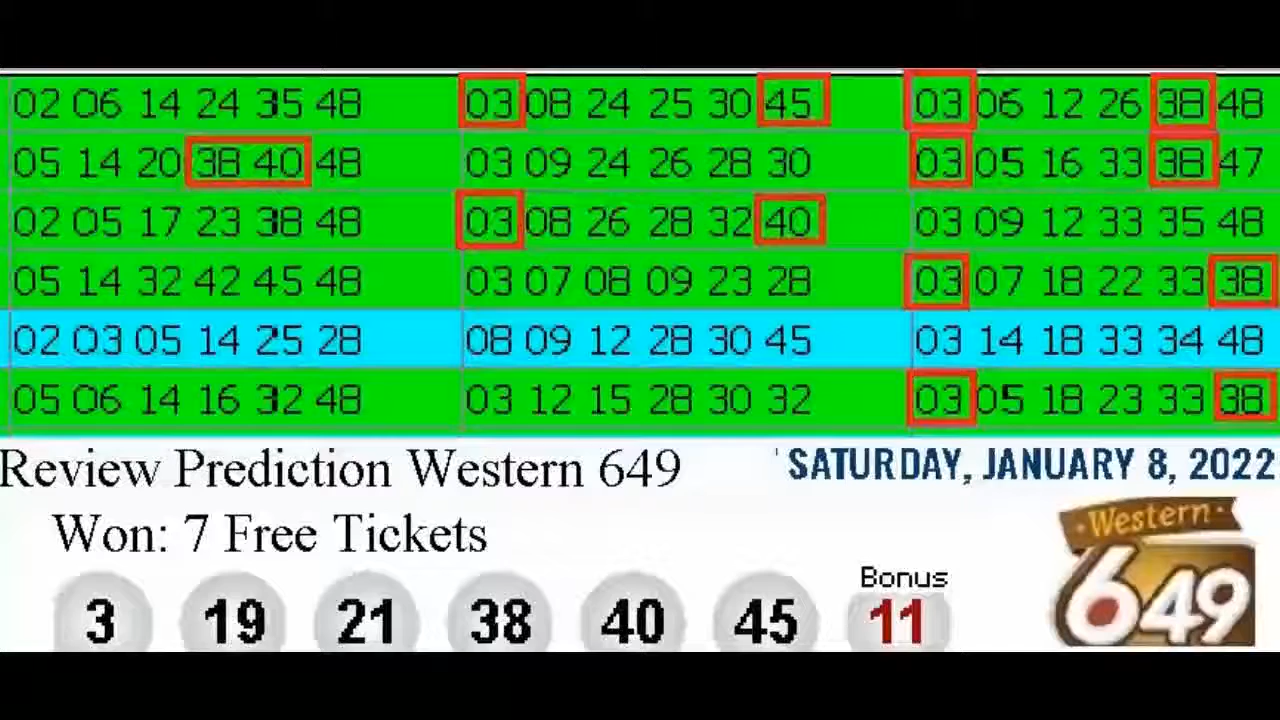 02 06 14 24 35 48 03 08 24 25 30 45 03 06 12 26 38 48
05 14 20 38 40 48 03 09 24 26 28 30 03 05 16 33 38 47
02 05 17 23 38 48 03 08 26 28 32 40 03 09 12 33 35 48
05 14 32 42 45 48 03 07 08 09 23 28 03 07 18 22 33 38
02 03 05 14 25 28 08 09 12 28 30 45 03 14 18 33 34 48
05 06 14 16 32 48 03 12 15 28 30 32 03 05 18 23 33 38
Review Prediction Western 649 ' SATURDAY, JANUARY 8, 2022
Won: 7 Free Tickets
Western
649
Bonus
3 19 21 38 40 45 11